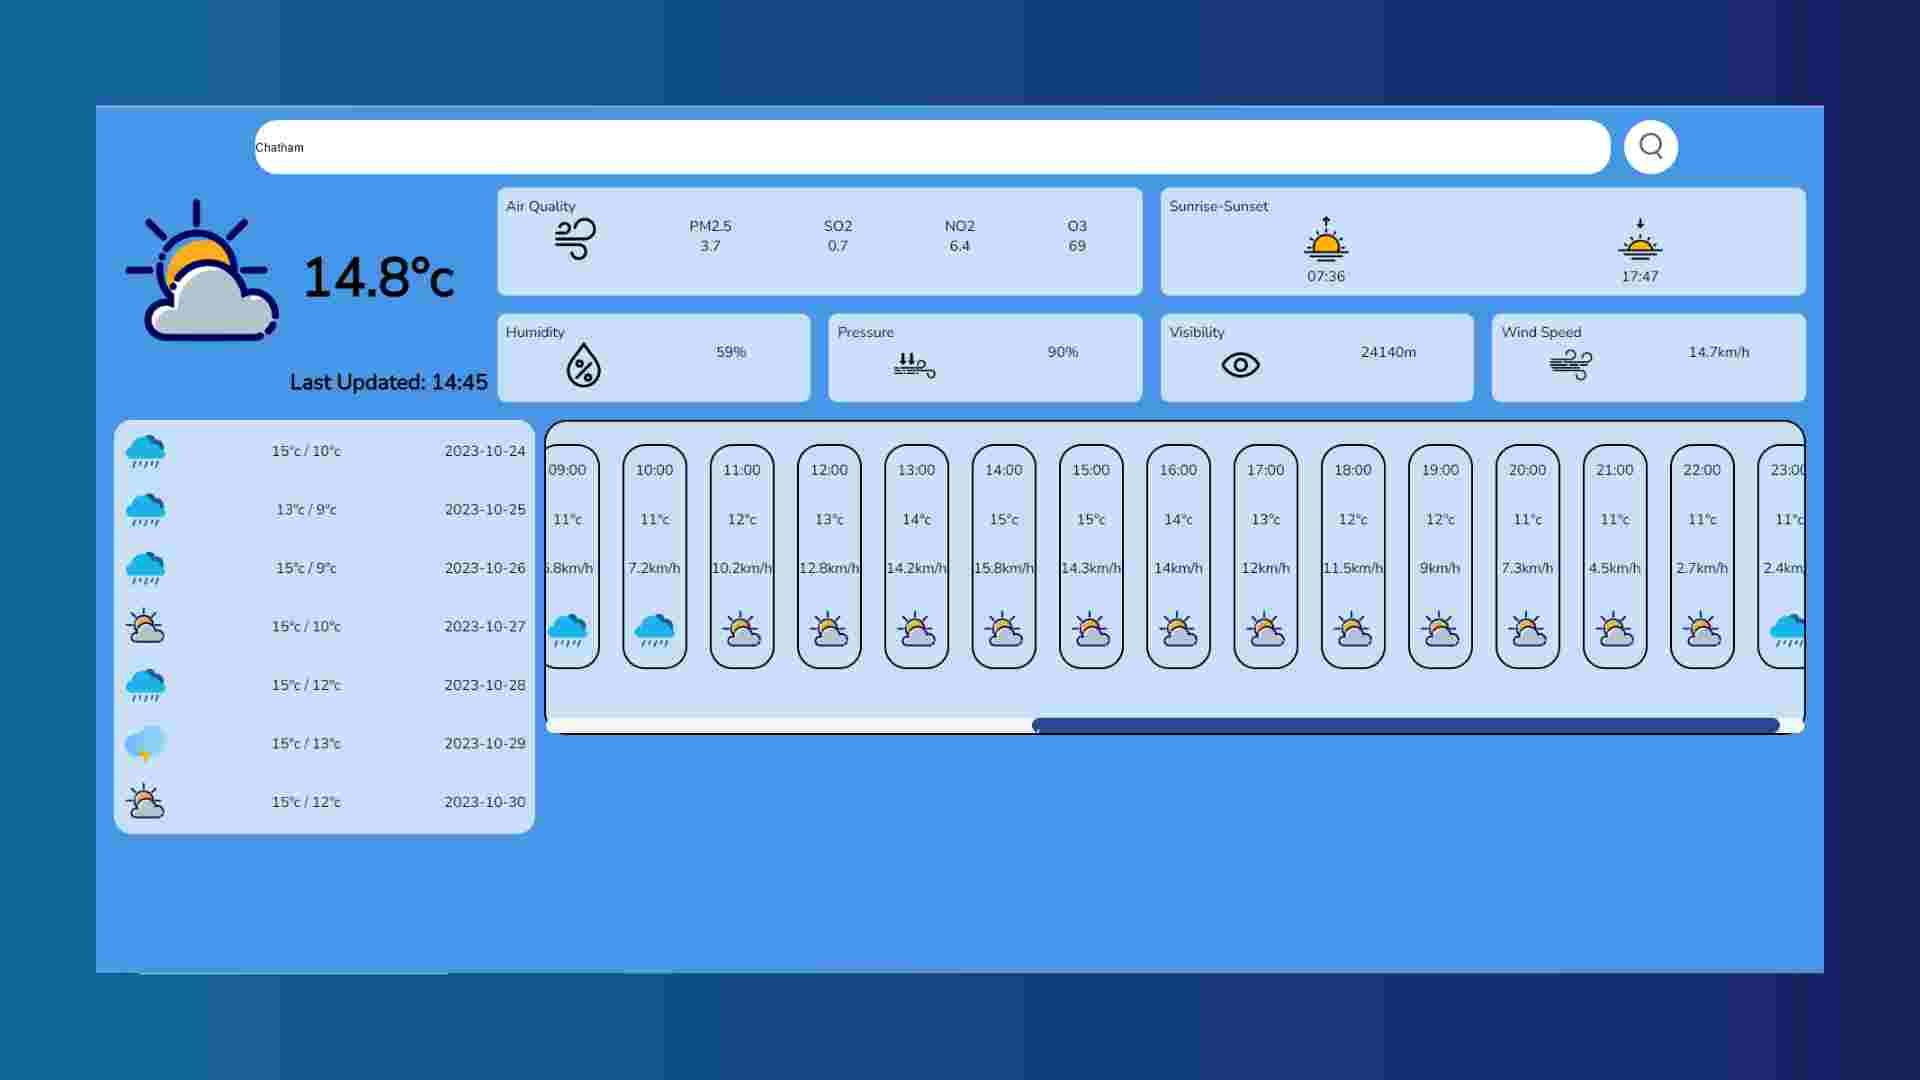 Chatham
14.8°c
Last Updated: 14:45
Air Quality
PM2.5 SO2 NO2 O3
3.7 0.7 6.4 69
Sunrise-Sunset
07:36 17:47
Humidity
59%
Pressure
90%
Visibility
24140m
Wind Speed
14.7km/h
15°c / 10°c 2023-10-24
13°c / 9°c 2023-10-25
15°c / 9°c 2023-10-26
15°c / 10°c 2023-10-27
15°c / 12°c 2023-10-28
15°c / 13°c 2023-10-29
15°c / 12°c 2023-10-30
09:00 10:00 11:00 12:00 13:00 14:00 15:00 16:00 17:00 18:00 19:00 20:00 21:00 22:00 23:00
11°c 11°c 12°c 13°c 14°c 15°c 15°c 14°c 13°c 12°c 12°c 11°c 11°c 11°c 11°c
7.2km/h 10.2km/h 12.8km/h 14.2km/h 15.8km/h 14.3km/h 14km/h 12km/h 11.5km/h 9km/h 7.3km/h 4.5km/h 2.7km/h 2.4km